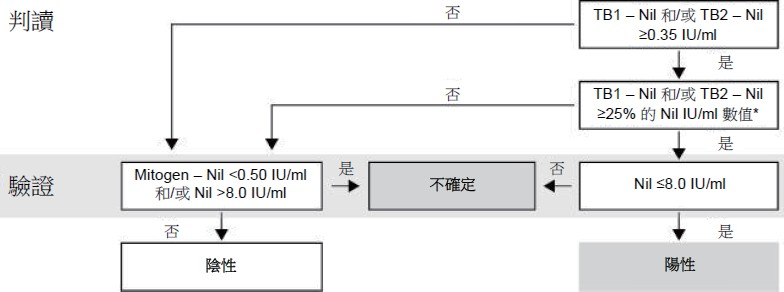 判讀
否
TB1 – Nil 和/或 TB2 – Nil
≥0.35 IU/ml
是
否
TB1 – Nil 和/或 TB2 – Nil
≥25% 的 Nil IU/ml 數值*
是
驗證
Mitogen – Nil <0.50 IU/ml
和/或 Nil >8.0 IU/ml
是
不確定
否
Nil ≤8.0 IU/ml
否
是
陰性
陽性